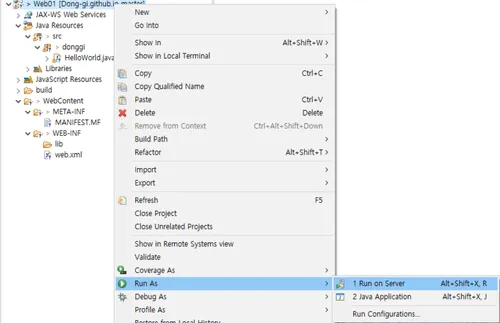 > Web01 [Dong-gi.github.io master]
> JAX-WS Web Services
> Java Resources
> src
> donggi
> HelloWorld.java
> Libraries
> JavaScript Resources
> build
> WebContent
> META-INF
MANIFEST.MF
> WEB-INF
lib
web.xml
New
Go Into
Show In Alt+Shift+W
Show in Local Terminal
Copy Ctrl+C
Copy Qualified Name
Paste Ctrl+V
Delete Delete
Remove from Context Ctrl+Alt+Shift+Down
Build Path
Refactor Alt+Shift+T
Import
Export
Refresh F5
Close Project
Close Unrelated Projects
Show in Remote Systems view
Validate
Coverage As
Run As
Debug As
Profile As
Restore from Local History
1 Run on Server Alt+Shift+X, R
2 Java Application Alt+Shift+X, J
Run Configurations...